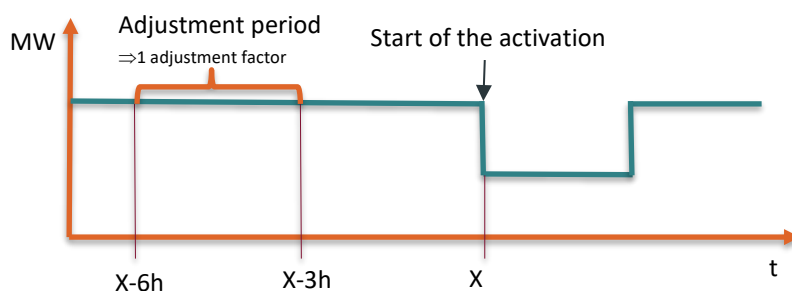 MW
Adjustment period
⇒1 adjustment factor
Start of the activation
X-6h
X-3h
X
t